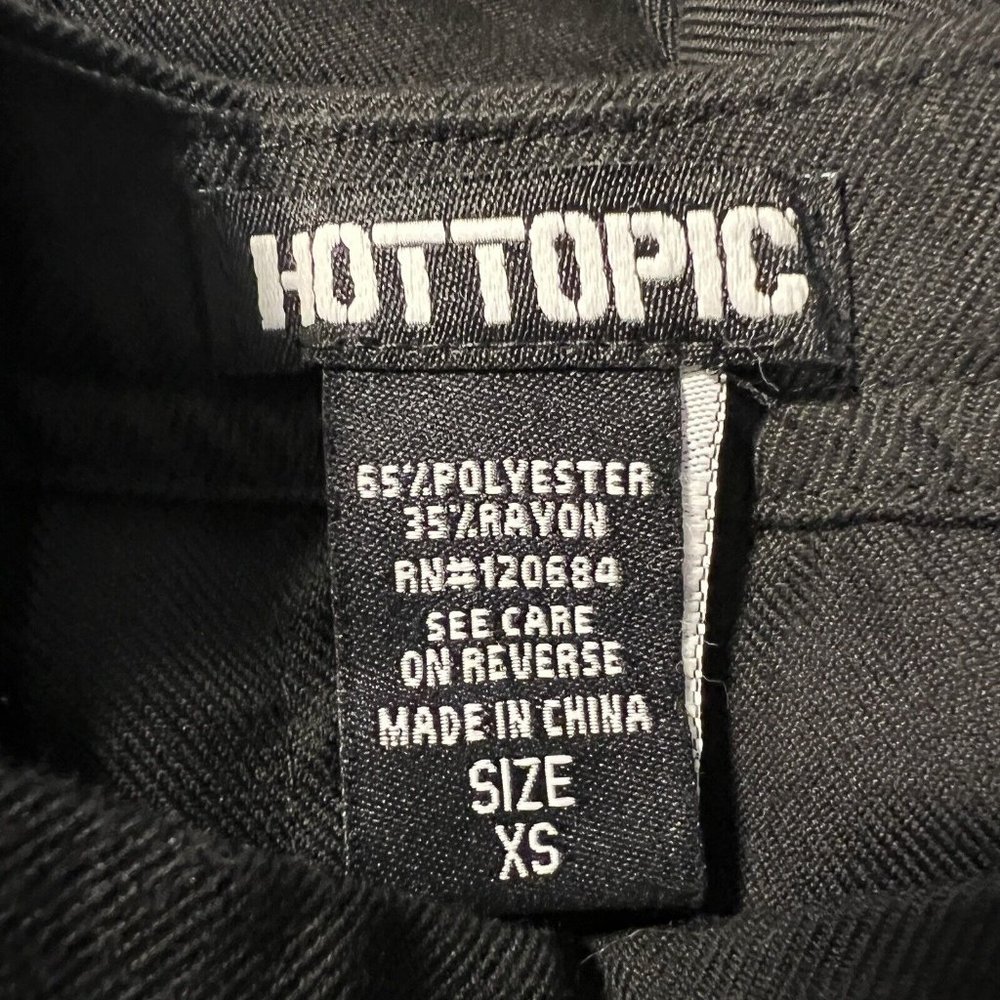 HOTTOPIC
65%POLYESTER
35%RAYON
RN#120684
SEE CARE
ON REVERSE
MADE IN CHINA
SIZE
XS